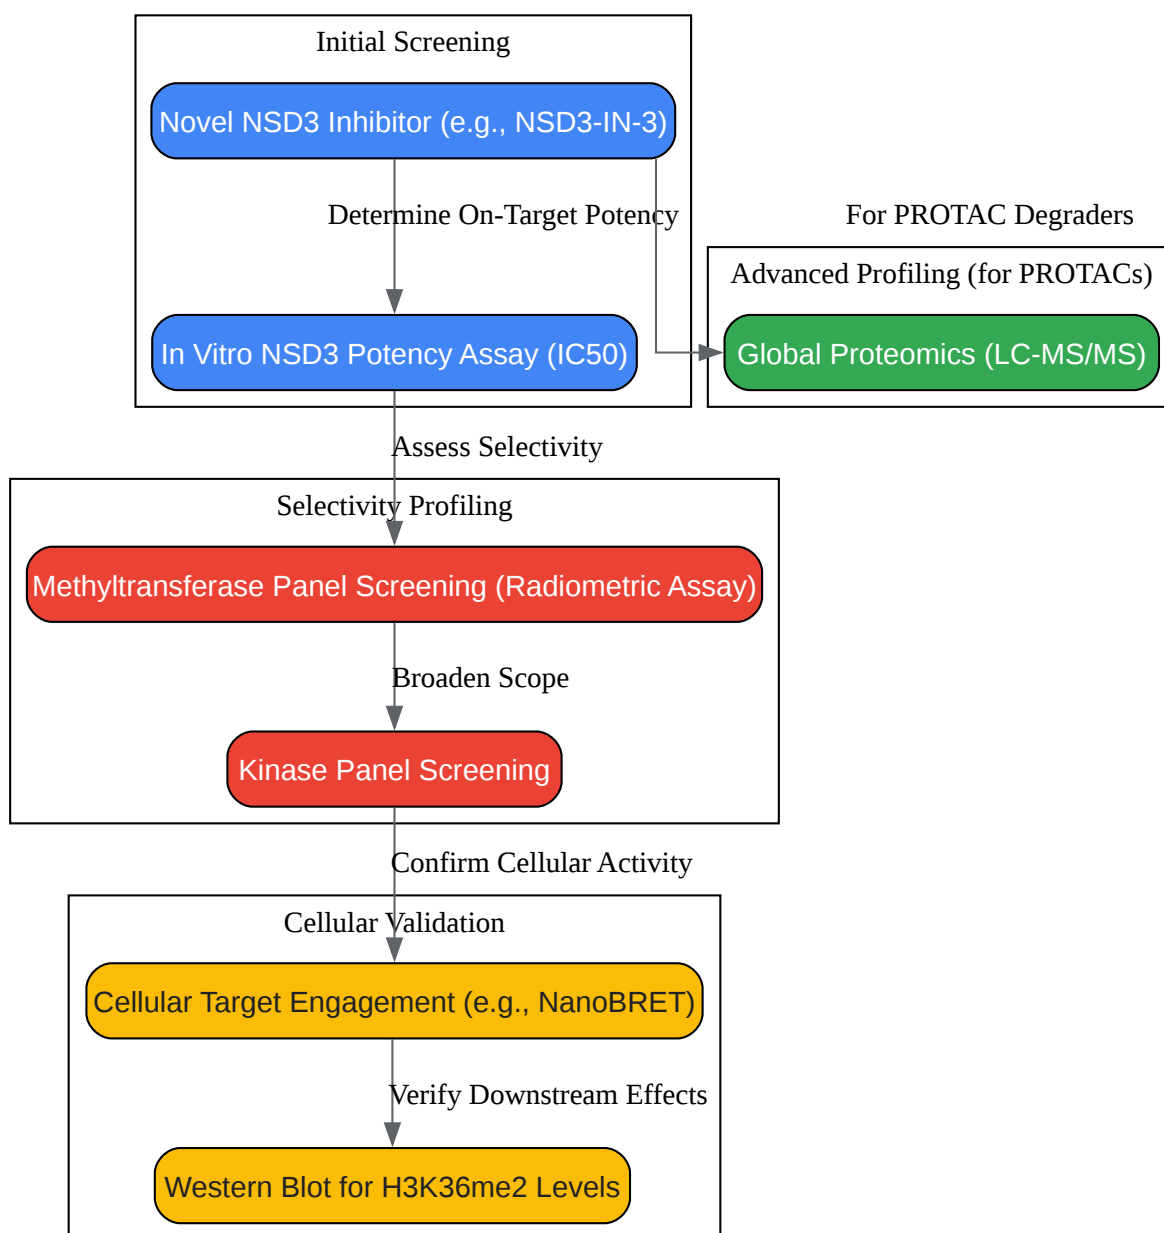 Initial Screening
Novel NSD3 Inhibitor (e.g., NSD3-IN-3)
Determine On-Target Potency
For PROTAC Degraders
Advanced Profiling (for PROTACs)
In Vitro NSD3 Potency Assay (IC50)
Global Proteomics (LC-MS/MS)
Assess Selectivity
Selectivity Profiling
Methyltransferase Panel Screening (Radiometric Assay)
Broaden Scope
Kinase Panel Screening
Confirm Cellular Activity
Cellular Validation
Cellular Target Engagement (e.g., NanoBRET)
Verify Downstream Effects
Western Blot for H3K36me2 Levels